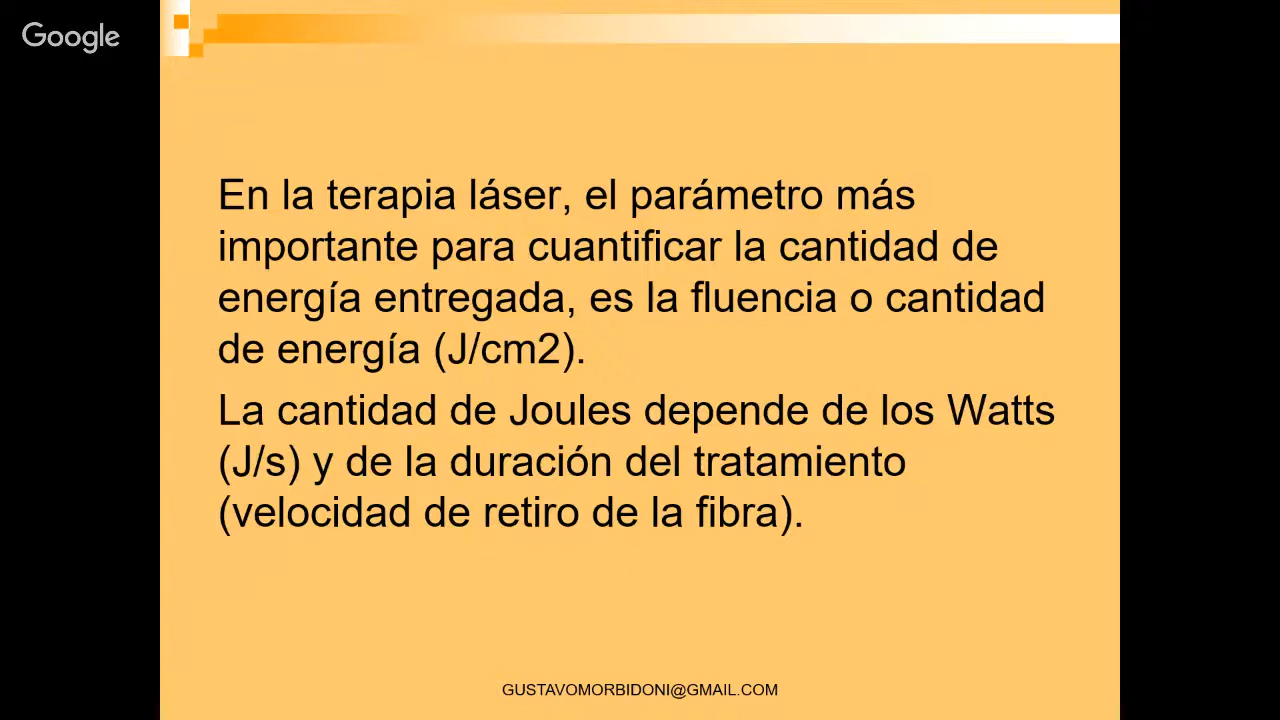 Google
En la terapia láser, el parámetro más
importante para cuantificar la cantidad de
energía entregada, es la fluencia o cantidad
de energía (J/cm2).
La cantidad de Joules depende de los Watts
(J/s) y de la duración del tratamiento
(velocidad de retiro de la fibra).
GUSTAVOMORBIDONI@GMAIL.COM